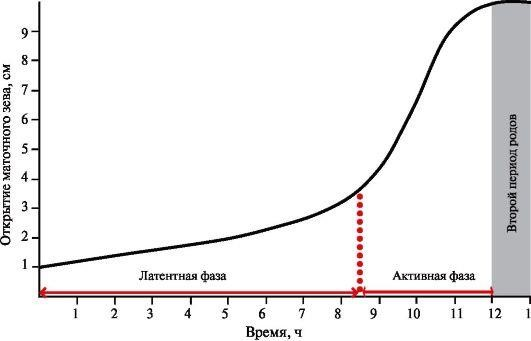 Открытие маточного зева, см
9
8
7
6
5
4
3
2
1
Латентная фаза
Активная фаза
Второй период родов
1 2 3 4 5 6 7 8 9 10 11 12 1
Время, ч